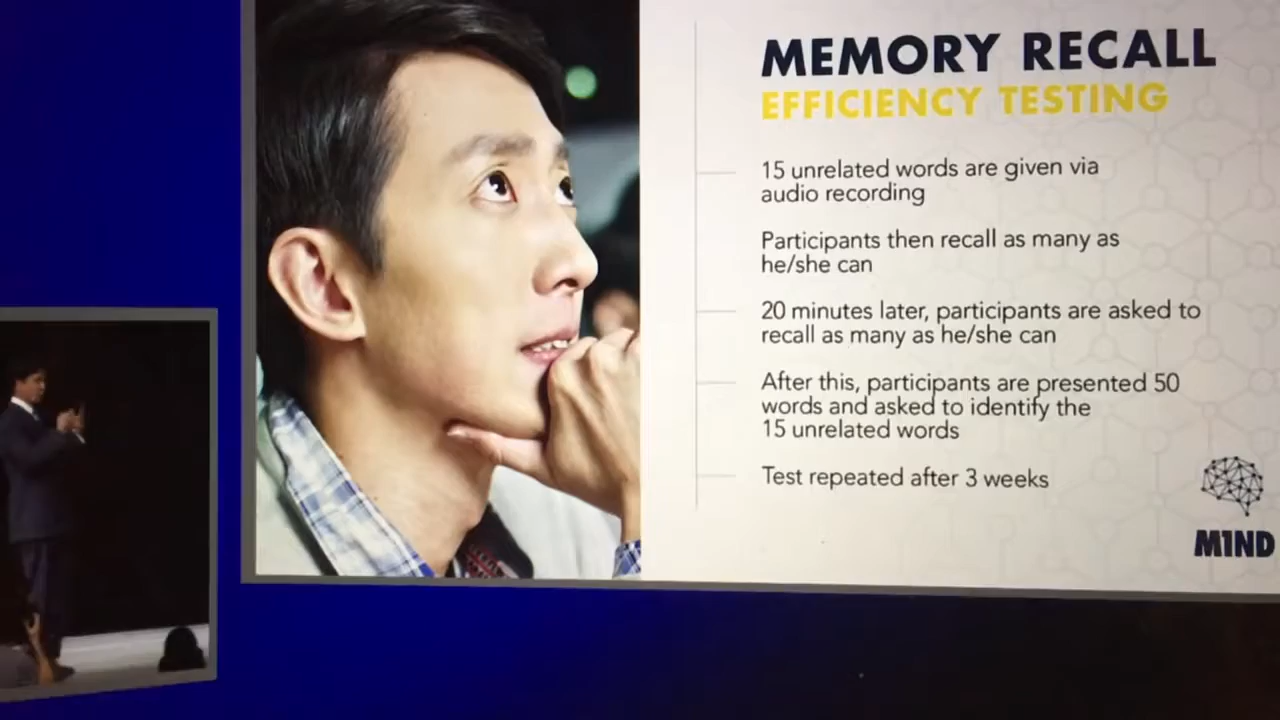 MEMORY RECALL
EFFICIENCY TESTING
15 unrelated words are given via
audio recording
Participants then recall as many as
he/she can
20 minutes later, participants are asked to
recall as many as he/she can
After this, participants are presented 50
words and asked to identify the
15 unrelated words
Test repeated after 3 weeks
M1ND